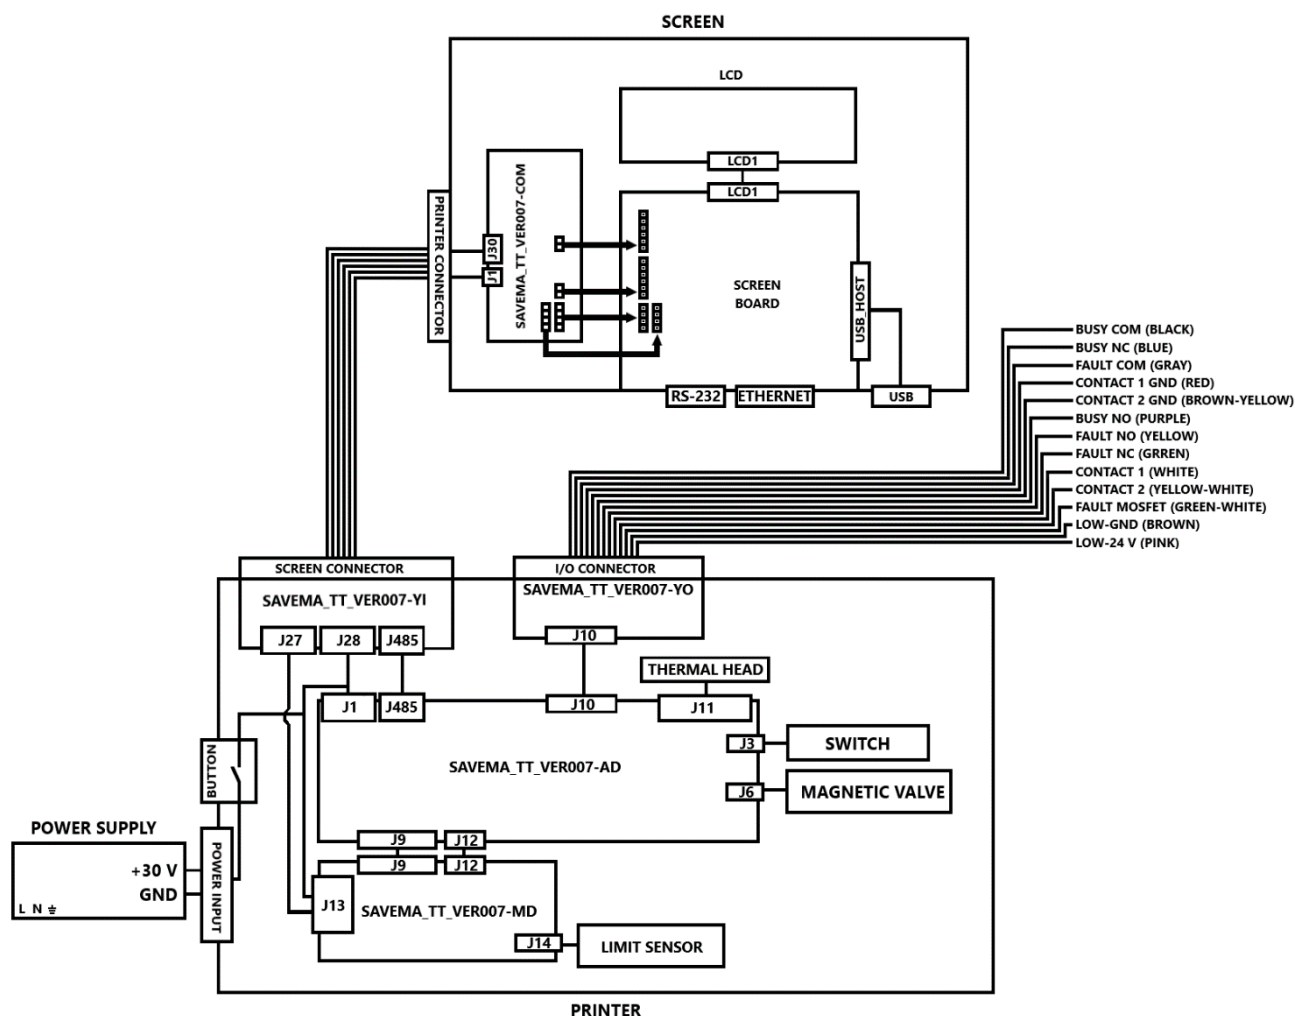 SCREEN
LCD
LCD1
LCD1
PRINTER CONNECTOR
J30
J1
SAVEMA_TT_VER007-COM
SCREEN
BOARD
USB_HOST
RS-232
ETHERNET
USB
BUSY COM (BLACK)
BUSY NC (BLUE)
FAULT COM (GRAY)
CONTACT 1 GND (RED)
CONTACT 2 GND (BROWN-YELLOW)
BUSY NO (PURPLE)
FAULT NO (YELLOW)
FAULT NC (GRREN)
CONTACT 1 (WHITE)
CONTACT 2 (YELLOW-WHITE)
FAULT MOSFET (GREEN-WHITE)
LOW-GND (BROWN)
LOW-24 V (PINK)
SCREEN CONNECTOR
SAVEMA_TT_VER007-YI
J27
J28
J485
I/O CONNECTOR
SAVEMA_TT_VER007-YO
J10
THERMAL HEAD
J1
J485
J10
J11
J3
SWITCH
SAVEMA_TT_VER007-AD
J6
MAGNETIC VALVE
BUTTON
POWER SUPPLY
+30 V
GND
L N ⏚
POWER INPUT
J9
J12
J9
J12
J13
SAVEMA_TT_VER007-MD
J14
LIMIT SENSOR
PRINTER